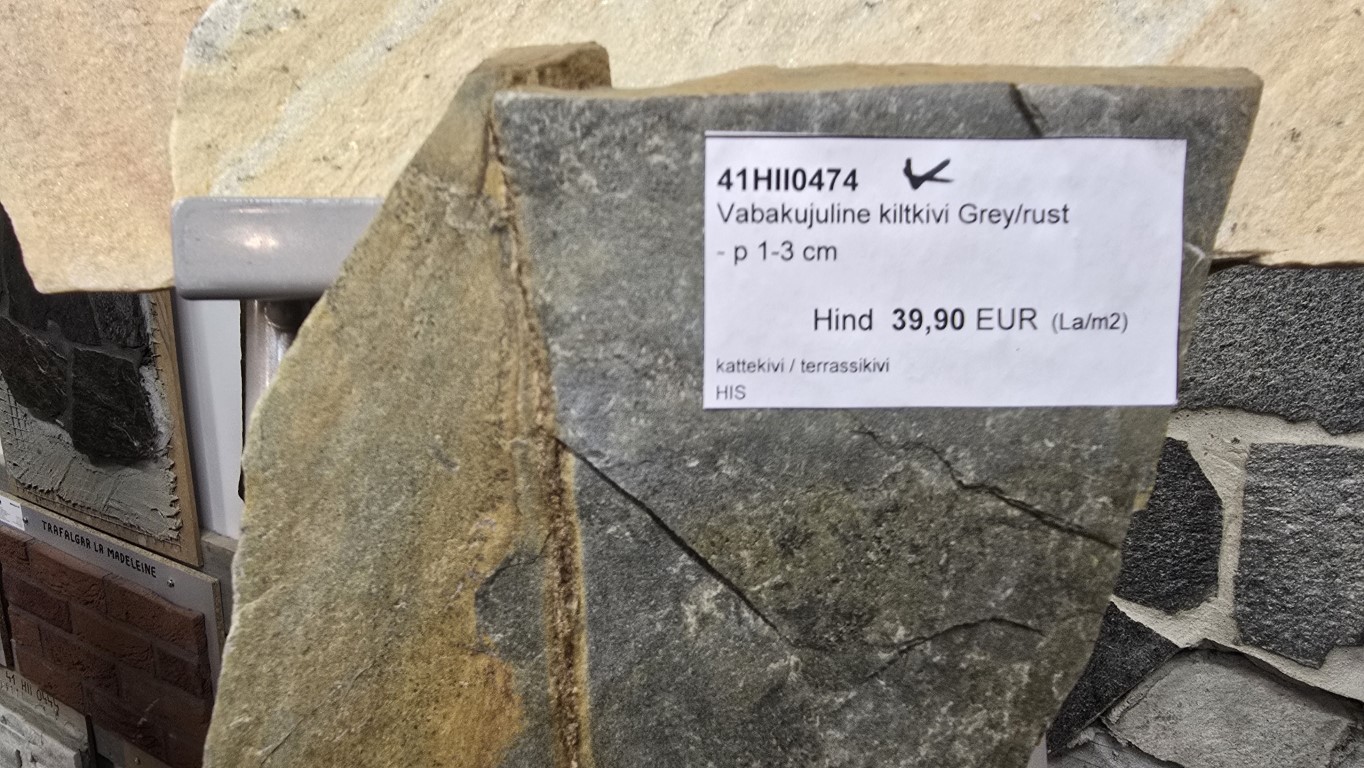 41HII0474
Vabakujuline kiltkivi Grey/rust
- p 1-3 cm
Hind 39,90 EUR (La/m2)
kattekivi / terrassikivi
HIS
TRAFALGAR LA MADELEINE